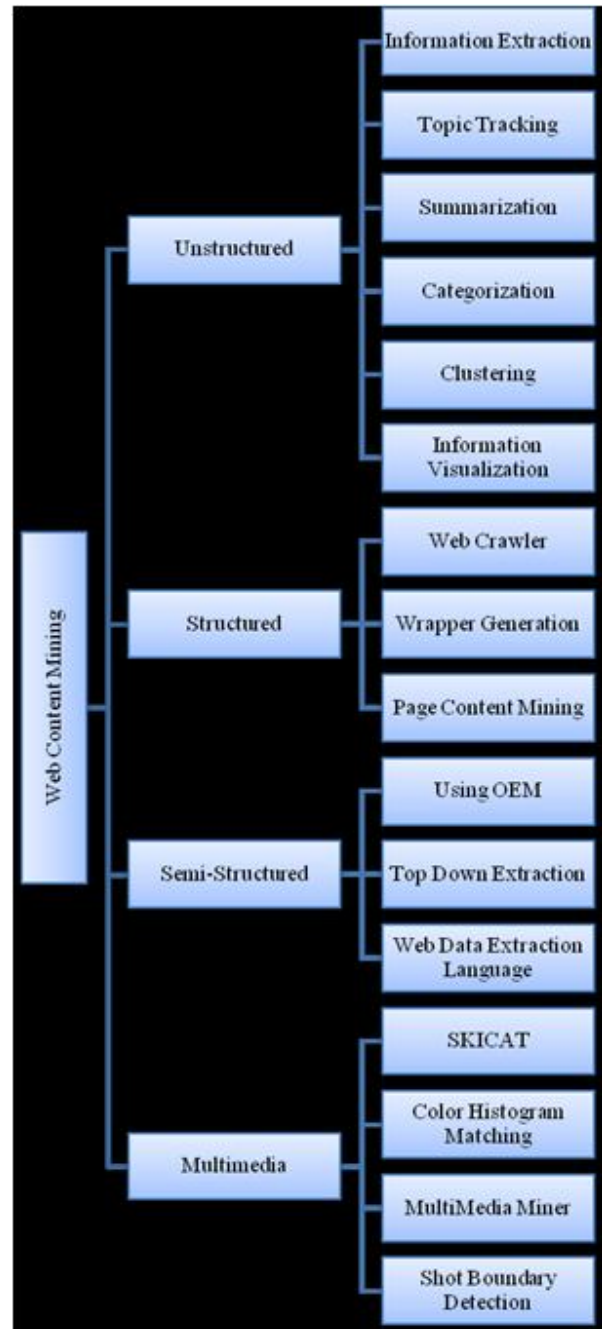 Web Content Mining
Unstructured
Information Extraction
Topic Tracking
Summarization
Categorization
Clustering
Information
Visualization
Structured
Web Crawler
Wrapper Generation
Page Content Mining
Semi-Structured
Using OEM
Top Down Extraction
Web Data Extraction
Language
Multimedia
SKICAT
Color Histogram
Matching
MultiMedia Miner
Shot Boundary
Detection